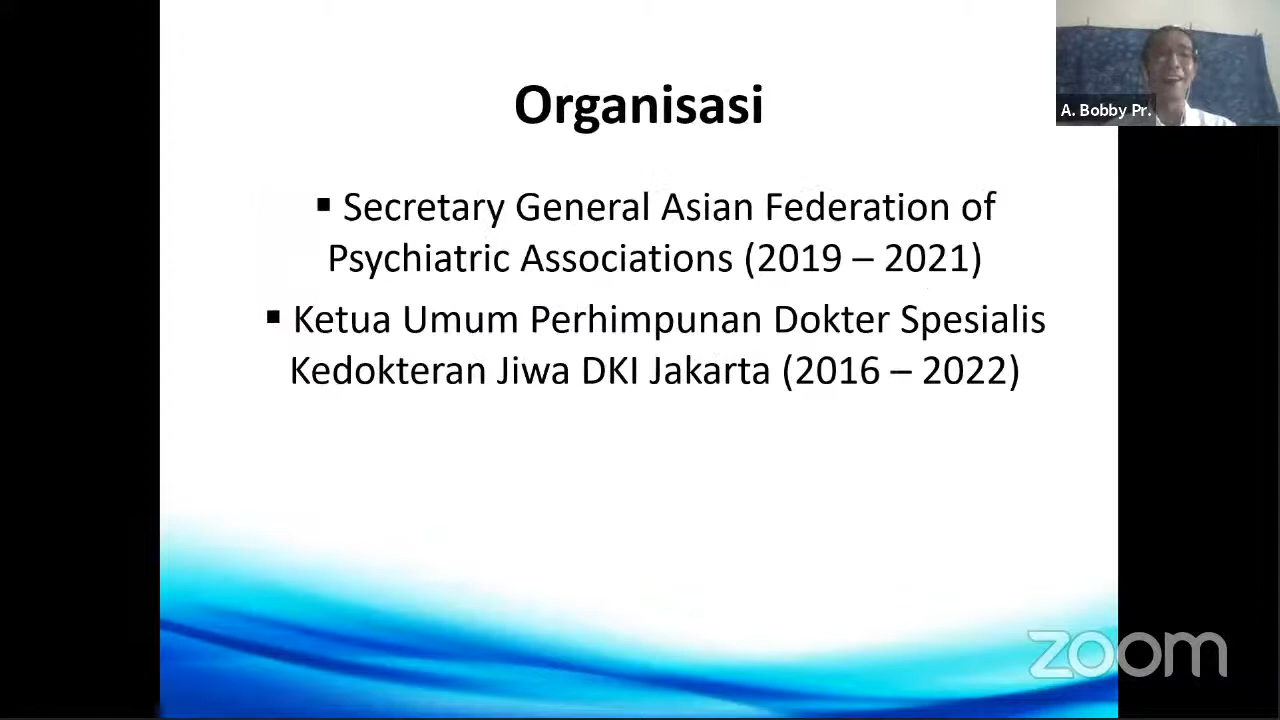 Organisasi
A. Bobby Pr.
▪ Secretary General Asian Federation of
Psychiatric Associations (2019 – 2021)
▪ Ketua Umum Perhimpunan Dokter Spesialis
Kedokteran Jiwa DKI Jakarta (2016 – 2022)
zoom